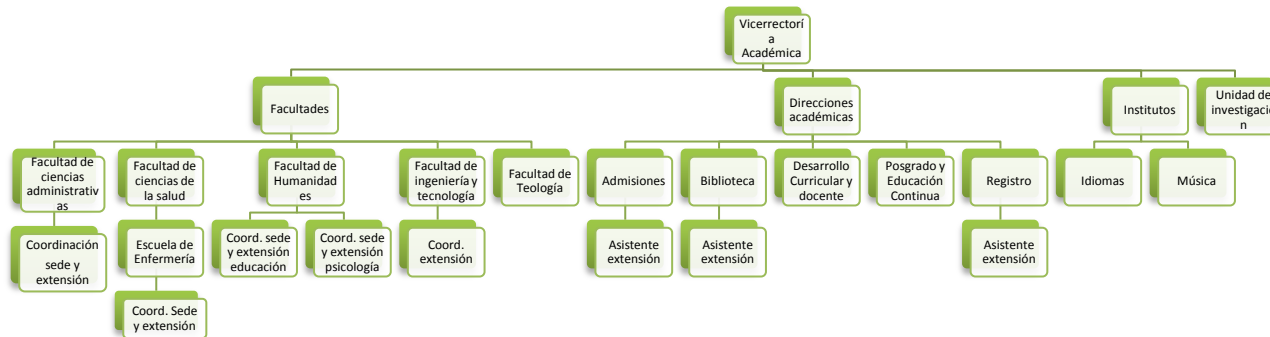 Vicerrectorí
a
Académica
Facultades
Direcciones
académicas
Institutos
Unidad de
investigació
n
Facultad de
ciencias
administrativ
as
Facultad de
ciencias de
la salud
Facultad de
Humanidad
es
Facultad de
ingeniería y
tecnología
Facultad de
Teología
Admisiones
Biblioteca
Desarrollo
Curricular y
docente
Posgrado y
Educación
Continua
Registro
Idiomas
Música
Coordinación
sede y
extensión
Escuela de
Enfermería
Coord. sede
y extensión
educación
Coord. sede
y extensión
psicología
Coord.
extensión
Asistente
extensión
Asistente
extensión
Asistente
extensión
Coord. Sede
y extensión